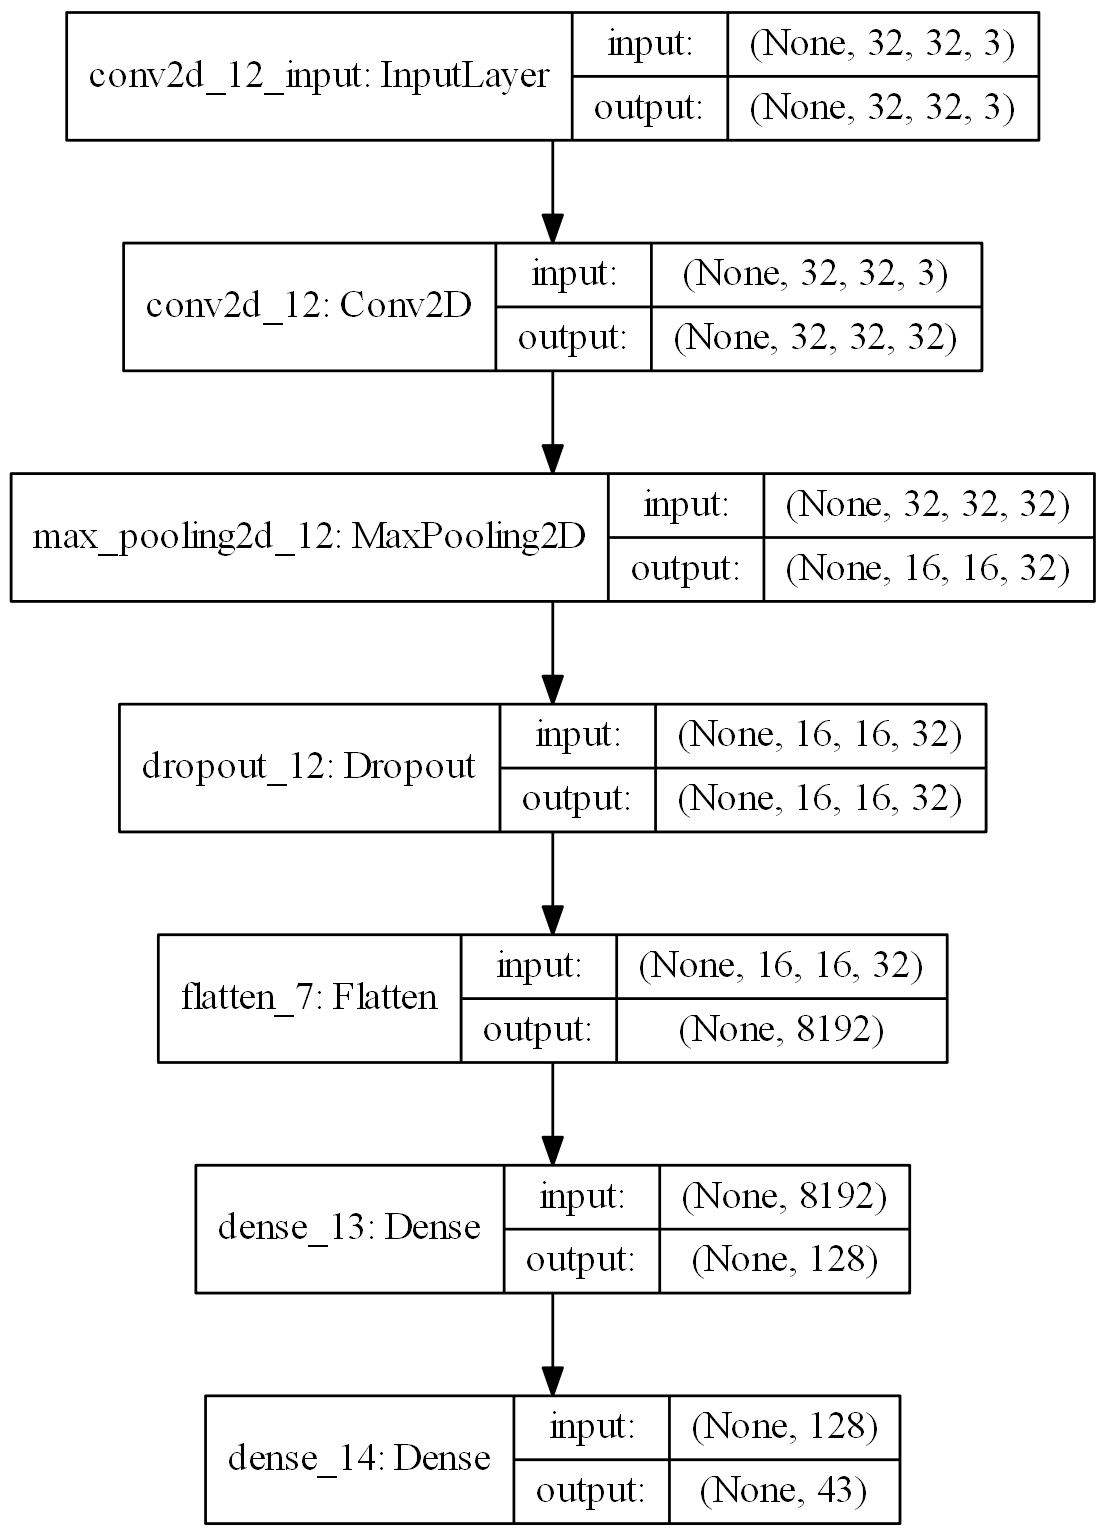 conv2d_12_input: InputLayer
input: (None, 32, 32, 3)
output: (None, 32, 32, 3)
conv2d_12: Conv2D
input: (None, 32, 32, 3)
output: (None, 32, 32, 32)
max_pooling2d_12: MaxPooling2D
input: (None, 32, 32, 32)
output: (None, 16, 16, 32)
dropout_12: Dropout
input: (None, 16, 16, 32)
output: (None, 16, 16, 32)
flatten_7: Flatten
input: (None, 16, 16, 32)
output: (None, 8192)
dense_13: Dense
input: (None, 8192)
output: (None, 128)
dense_14: Dense
input: (None, 128)
output: (None, 43)